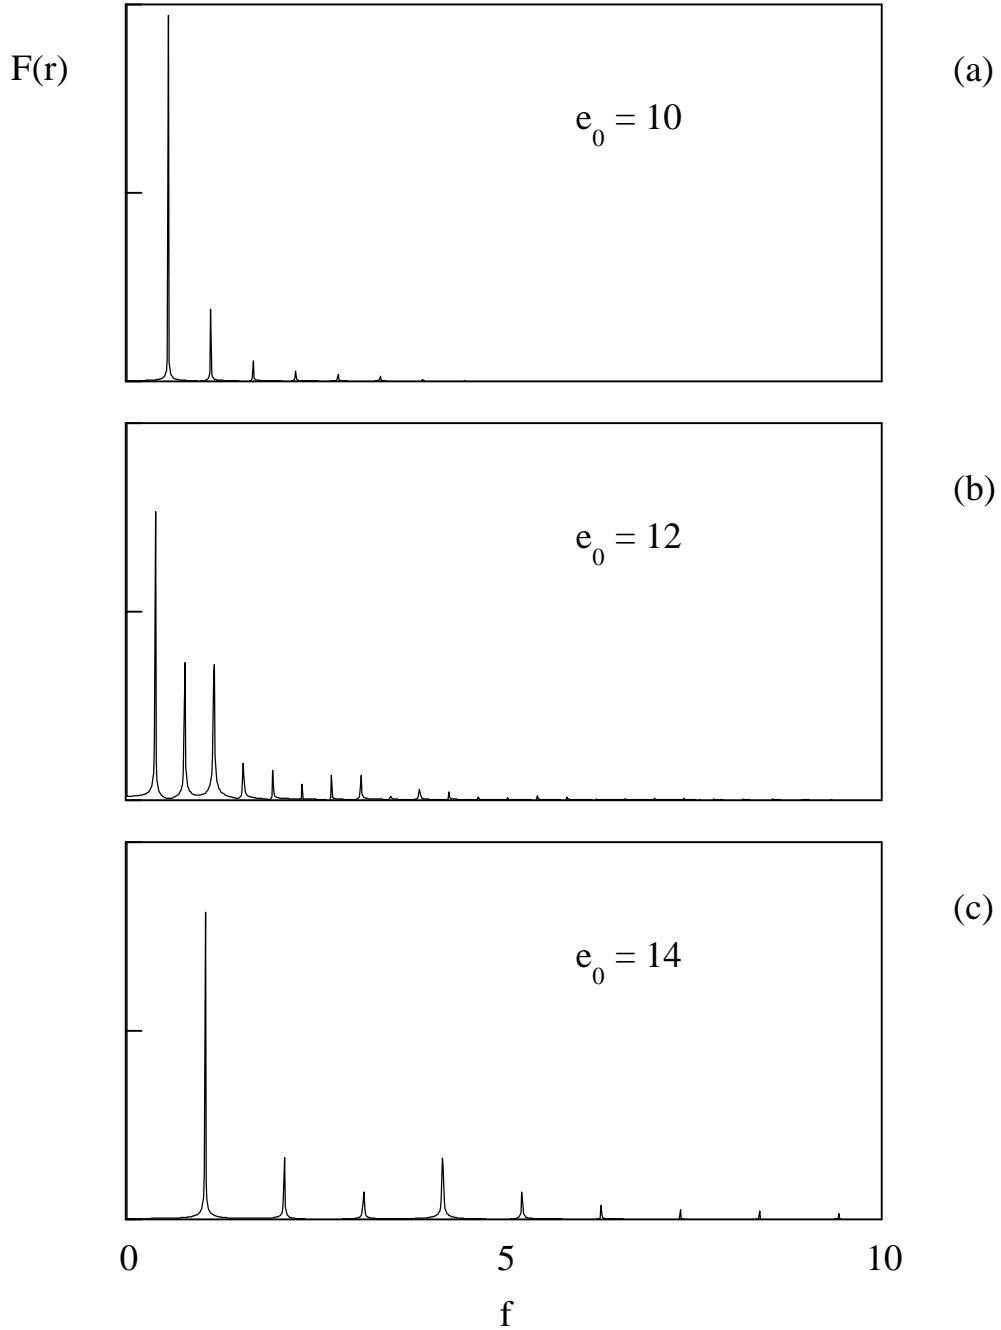 F(r)
(a)
e₀ = 10
(b)
e₀ = 12
(c)
e₀ = 14
0 5 10
f